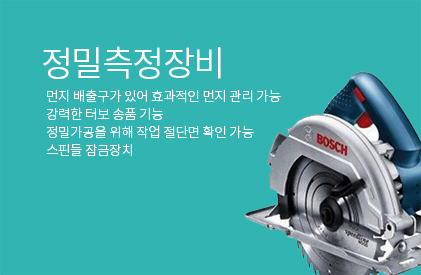 정밀측정장비
먼지 배출구가 있어 효과적인 먼지 관리 가능
강력한 터보 송품 기능
정밀가공을 위해 작업 절단면 확인 가능
스핀들 잠금장치
BOSCH
speedline